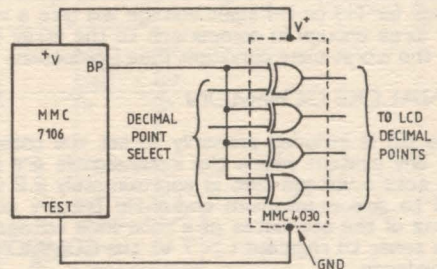 V+
+V
BP
MMC
7106
TEST
DECIMAL
POINT
SELECT
TO LCD
DECIMAL
POINTS
MMC 4030
GND